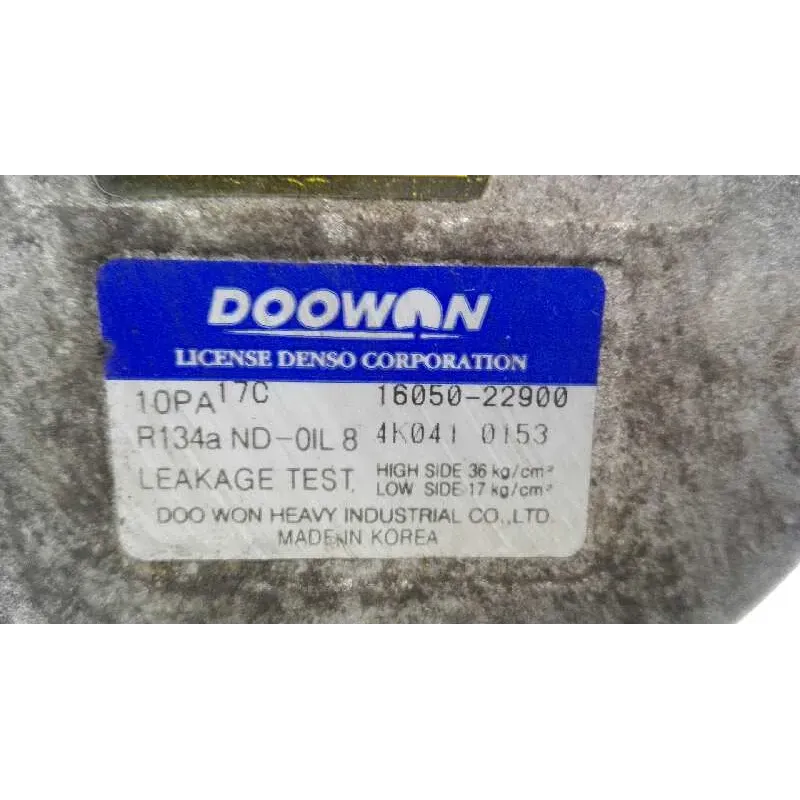 DOOWON
LICENSE DENSO CORPORATION
10PA17C 16050-22900
R134a ND-OIL 8 4K041 0153
LEAKAGE TEST. HIGH SIDE 36 kg/cm²
LOW SIDE 17 kg/cm²
DOO WON HEAVY INDUSTRIAL CO., LTD.
MADE IN KOREA